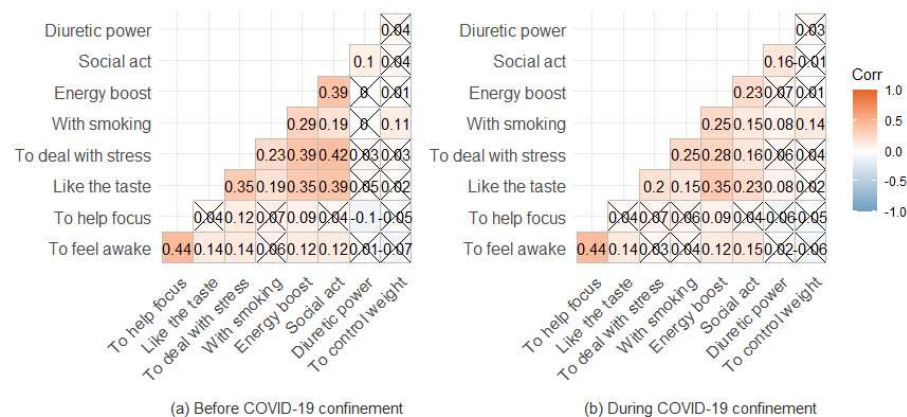 Diuretic power 0.04
Social act 0.1 0.04
Energy boost 0.39 0 0.01
With smoking 0.29 0.19 0 0.11
To deal with stress 0.23 0.39 0.42 0.03 0.03
Like the taste 0.35 0.19 0.35 0.39 0.05 0.02
To help focus 0.04 0.12 0.07 0.09 0.04 -0.1 -0.05
To feel awake 0.44 0.14 0.14 0.06 0.12 0.12 0.01 -0.07
To help focus
Like the taste
To deal with stress
With smoking
Energy boost
Social act
Diuretic power
To control weight
(a) Before COVID-19 confinement
Diuretic power 0.03
Social act 0.16 -0.01
Energy boost 0.23 0.07 0.01
With smoking 0.25 0.15 0.08 0.14
To deal with stress 0.25 0.28 0.16 0.06 0.04
Like the taste 0.2 0.15 0.35 0.23 0.08 0.02
To help focus 0.04 0.07 0.06 0.09 0.04 -0.06 -0.05
To feel awake 0.44 0.14 0.03 0.04 0.12 0.15 -0.02 -0.06
To help focus
Like the taste
To deal with stress
With smoking
Energy boost
Social act
Diuretic power
To control weight
(b) During COVID-19 confinement
Corr
1.0
0.5
0.0
-0.5
-1.0